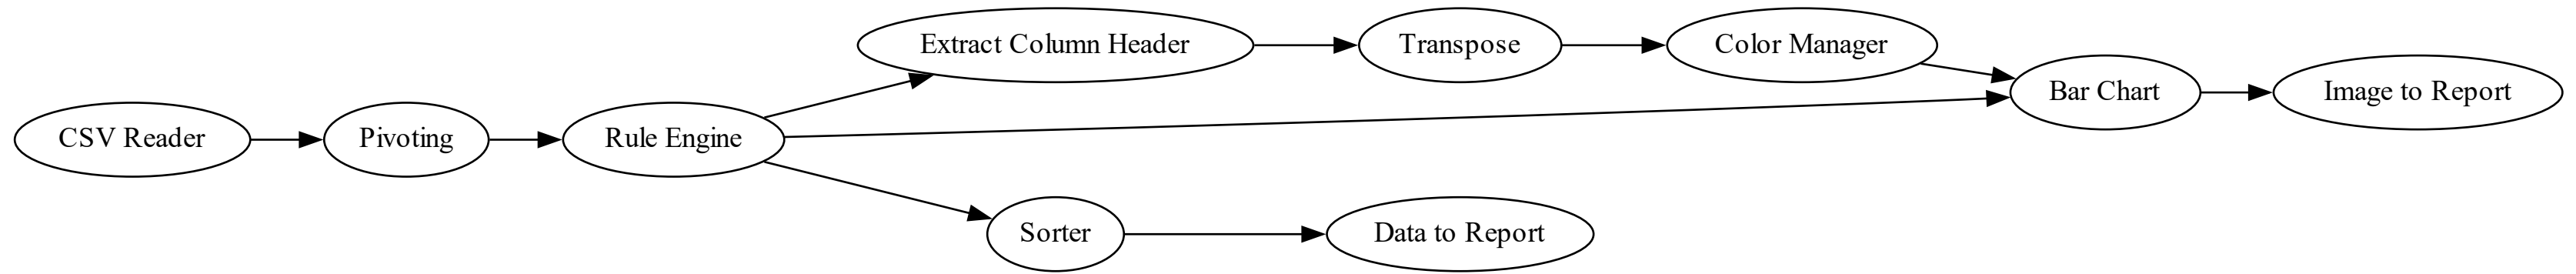 CSV Reader
Pivoting
Rule Engine
Extract Column Header
Transpose
Color Manager
Bar Chart
Image to Report
Sorter
Data to Report